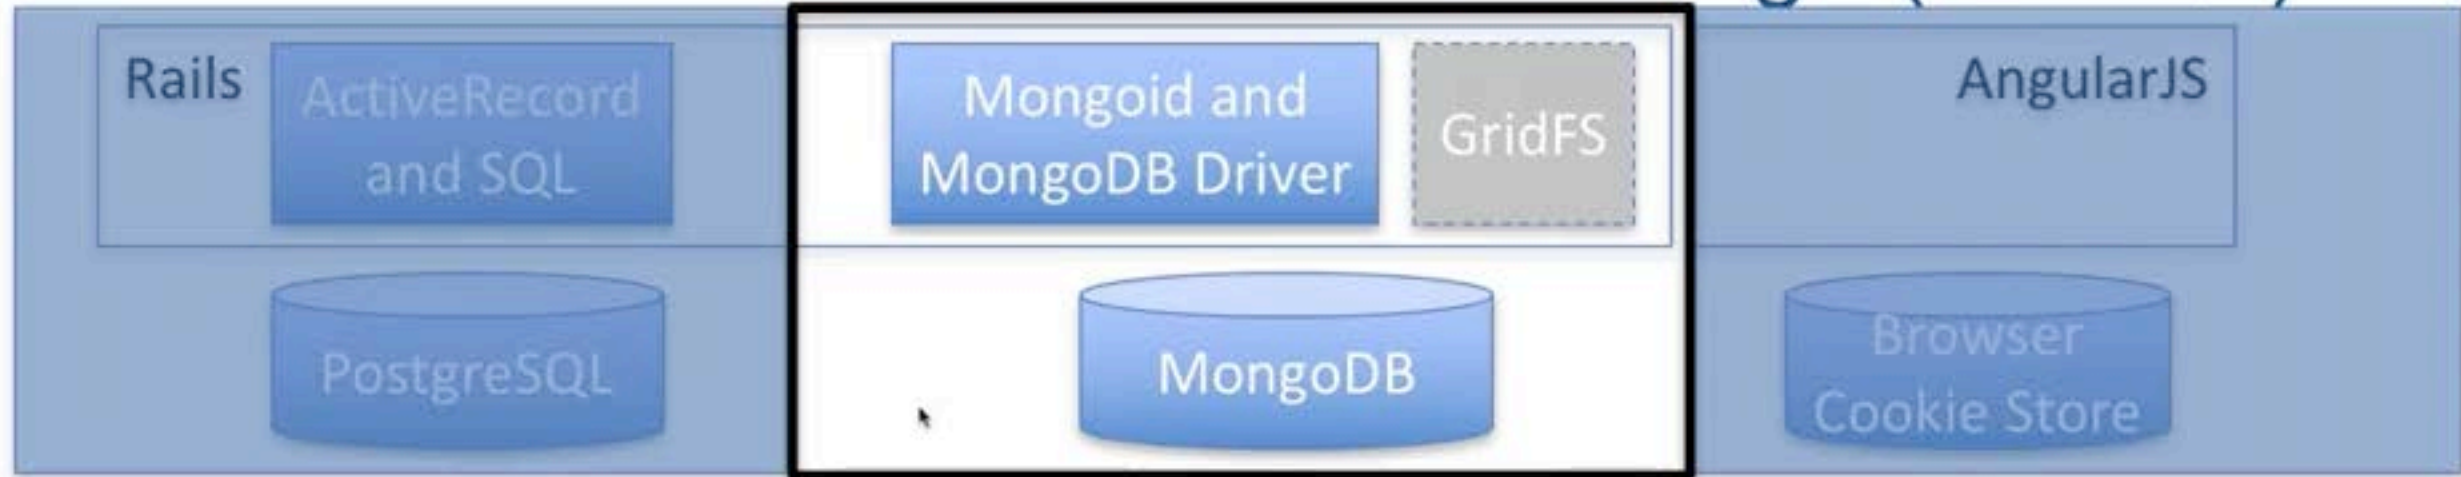 Rails
ActiveRecord
and SQL
Mongoid and
MongoDB Driver
GridFS
AngularJS
PostgreSQL
MongoDB
Browser
Cookie Store